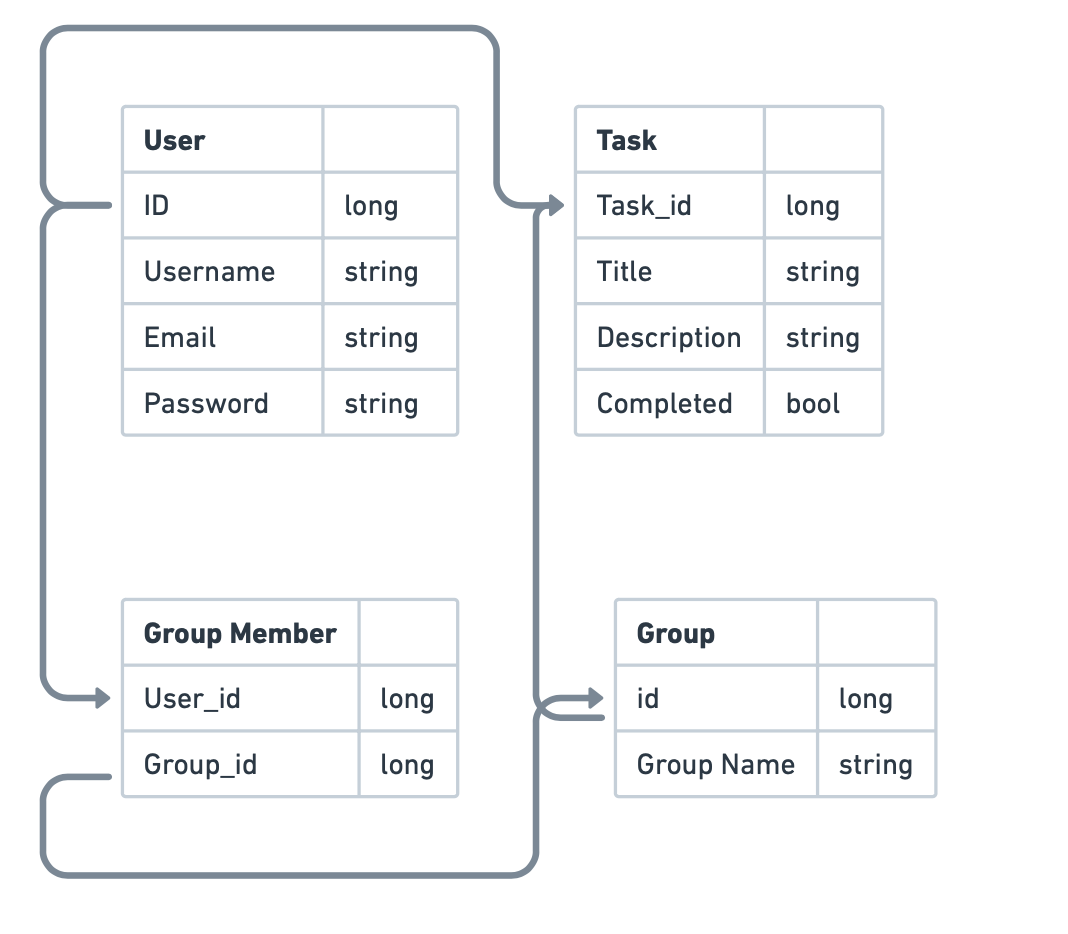 User
ID long
Username string
Email string
Password string
Task
Task_id long
Title string
Description string
Completed bool
Group Member
User_id long
Group_id long
Group
id long
Group Name string